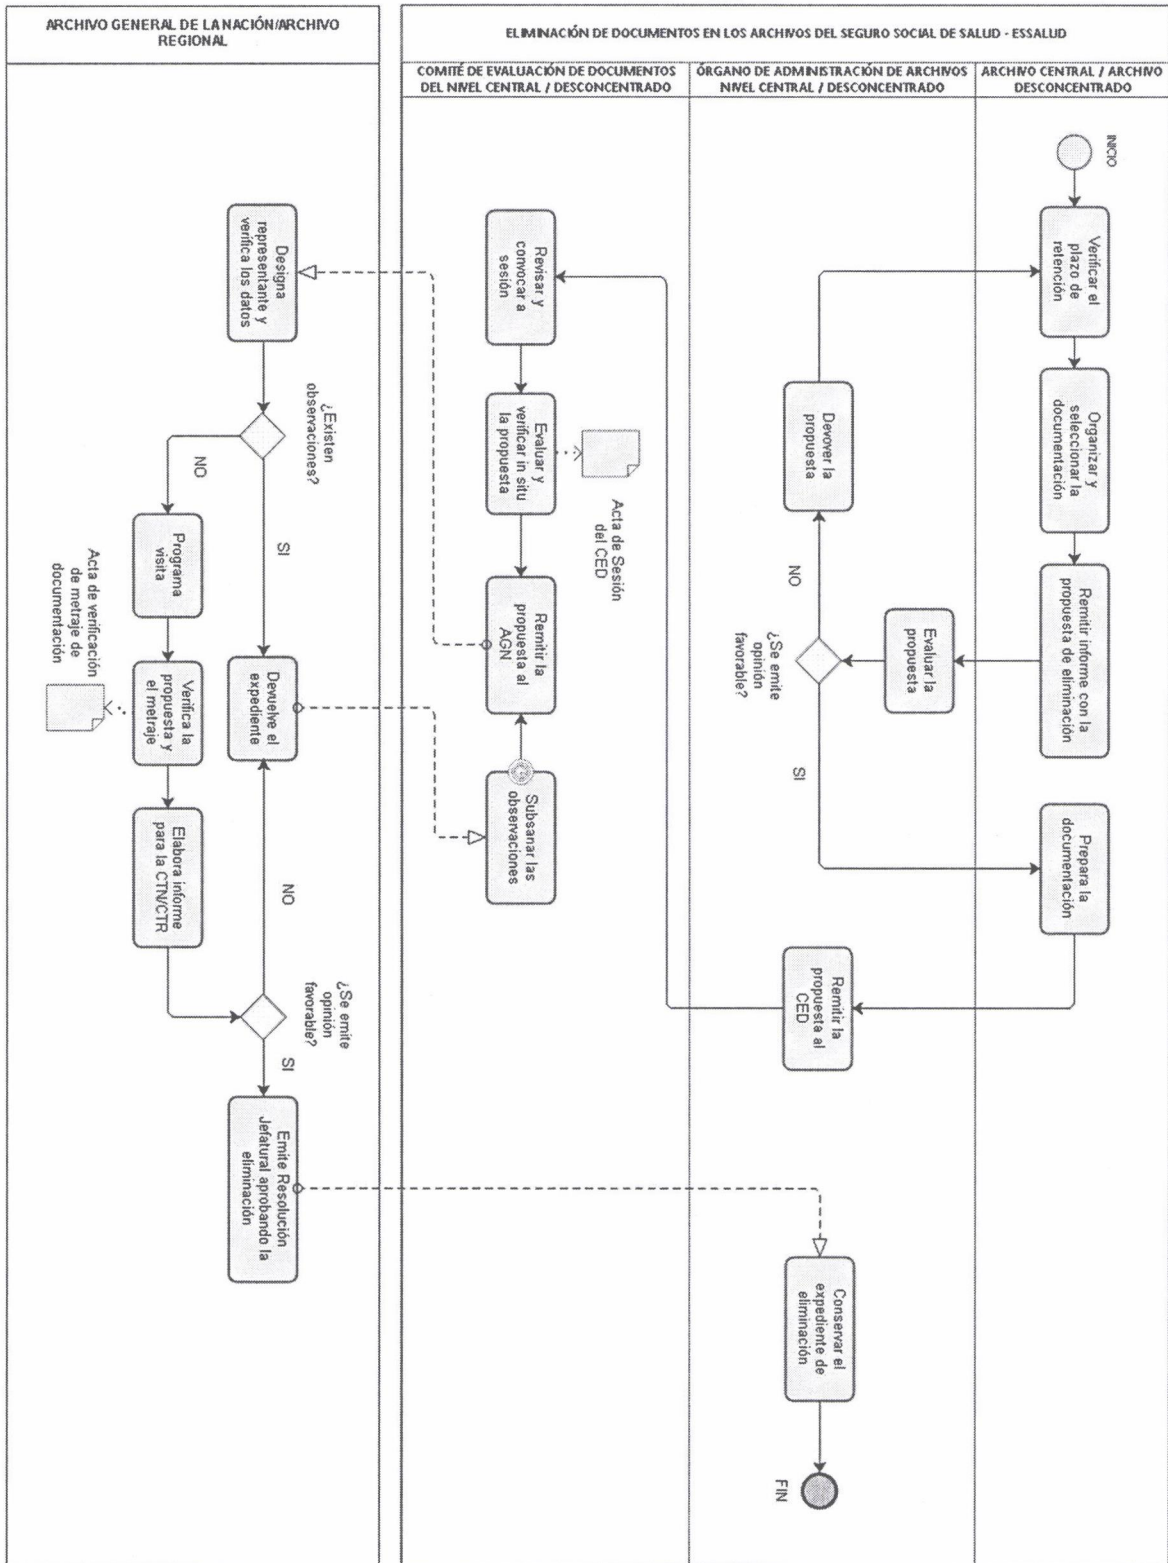 ARCHIVO GENERAL DE LA NACIÓN/ARCHIVO
REGIONAL
ELIMINACIÓN DE DOCUMENTOS EN LOS ARCHIVOS DEL SEGURO SOCIAL DE SALUD - ESSALUD
COMITÉ DE EVALUACIÓN DE DOCUMENTOS
DEL NIVEL CENTRAL / DESCONCENTRADO
ÓRGANO DE ADMINISTRACIÓN DE ARCHIVOS
NIVEL CENTRAL / DESCONCENTRADO
ARCHIVO CENTRAL / ARCHIVO
DESCONCENTRADO
INICIO
Verificar el
plazo de
retención
Organizar y
seleccionar la
documentación
Remitir informe con la
propuesta de eliminación
Prepara la
documentación
Devover la
propuesta
NO
¿Se emite
opinión
favorable?
Evaluar la
propuesta
SI
Remitir la
propuesta al
CED
Conservar el
expediente de
eliminación
FIN
Revisar y
convocar a
sesión
Evaluar y
verificar in situ
la propuesta
Acta de Sesión
del CED
Remitir la
propuesta al
AGN
Subsanar las
observaciones
Designa
representante y
verifica los datos
¿Existen
observaciones?
SI
NO
Devuelve el
expediente
Programa
visita
Verifica la
propuesta y
el metraje
Acta de verificación
de metraje de
documentación
Elabora informe
para la CTN/CTR
NO
¿Se emite
opinión
favorable?
SI
Emite Resolución
Jefatural aprobando la
eliminación